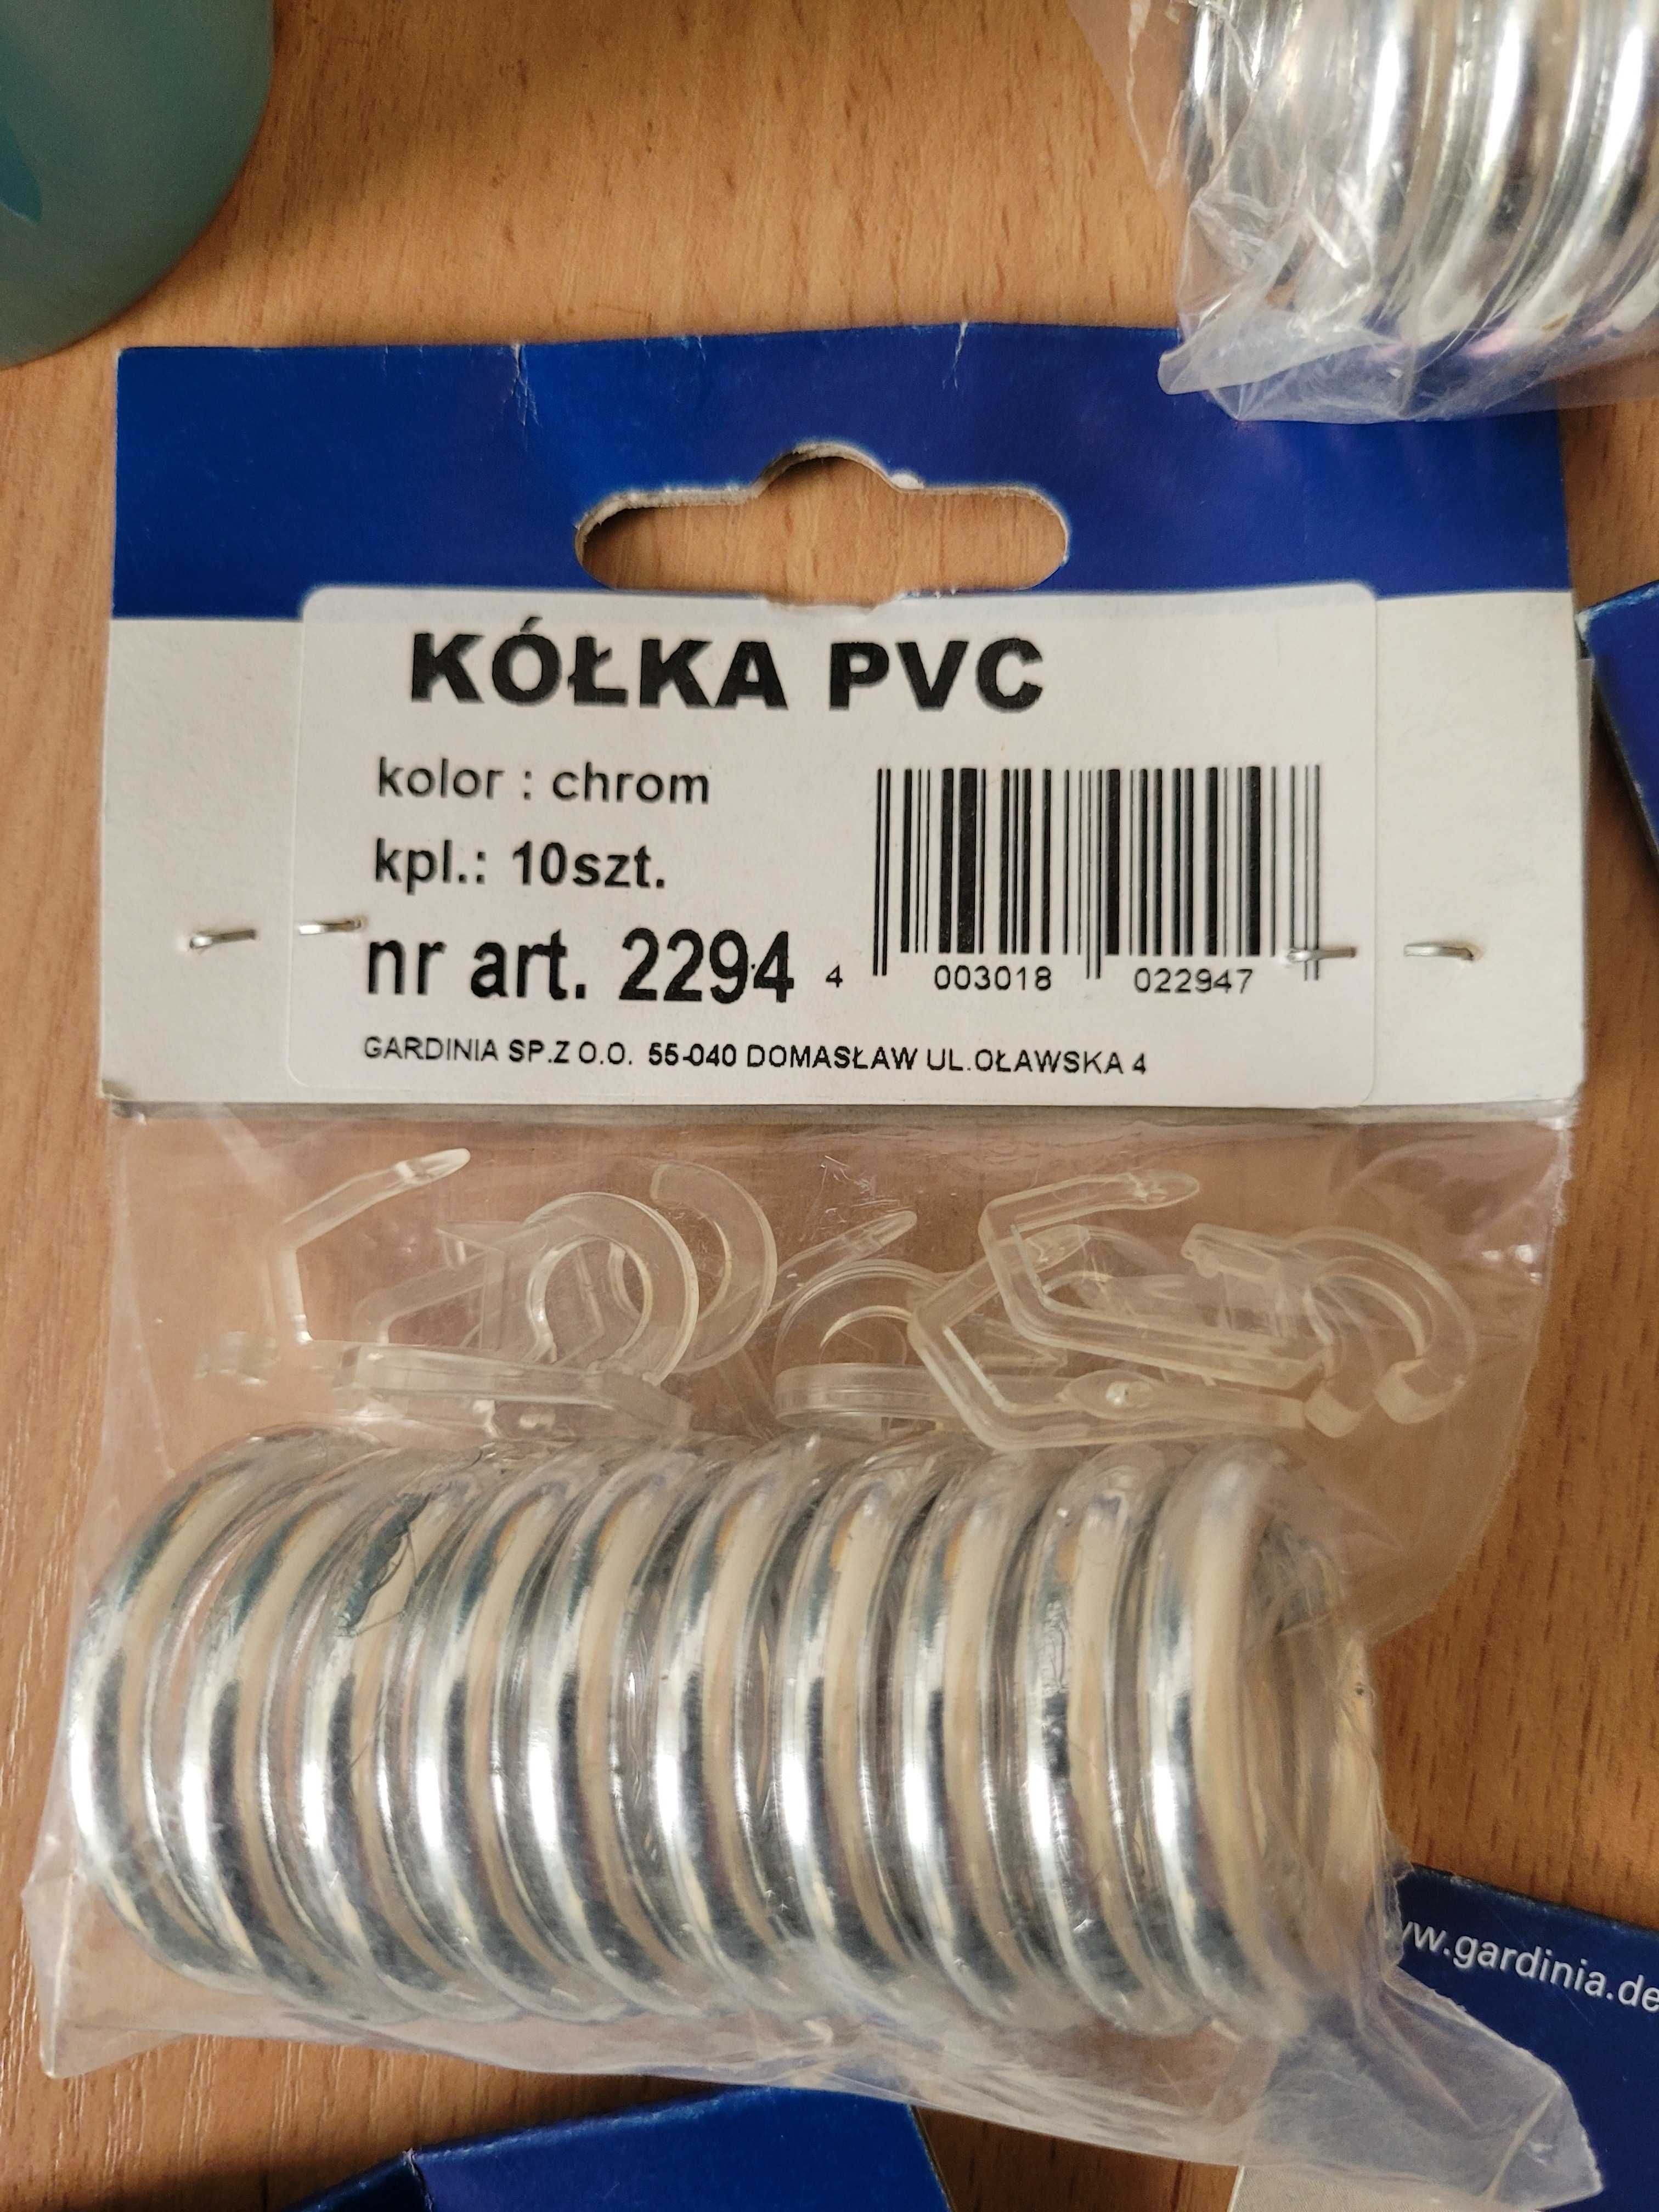 KÓŁKA PVC
kolor : chrom
kpl.: 10szt.
nr art. 2294
4 003018 022947
GARDINIA SP.Z O.O. 55-040 DOMASŁAW UL.OŁAWSKA 4
ww.gardinia.de